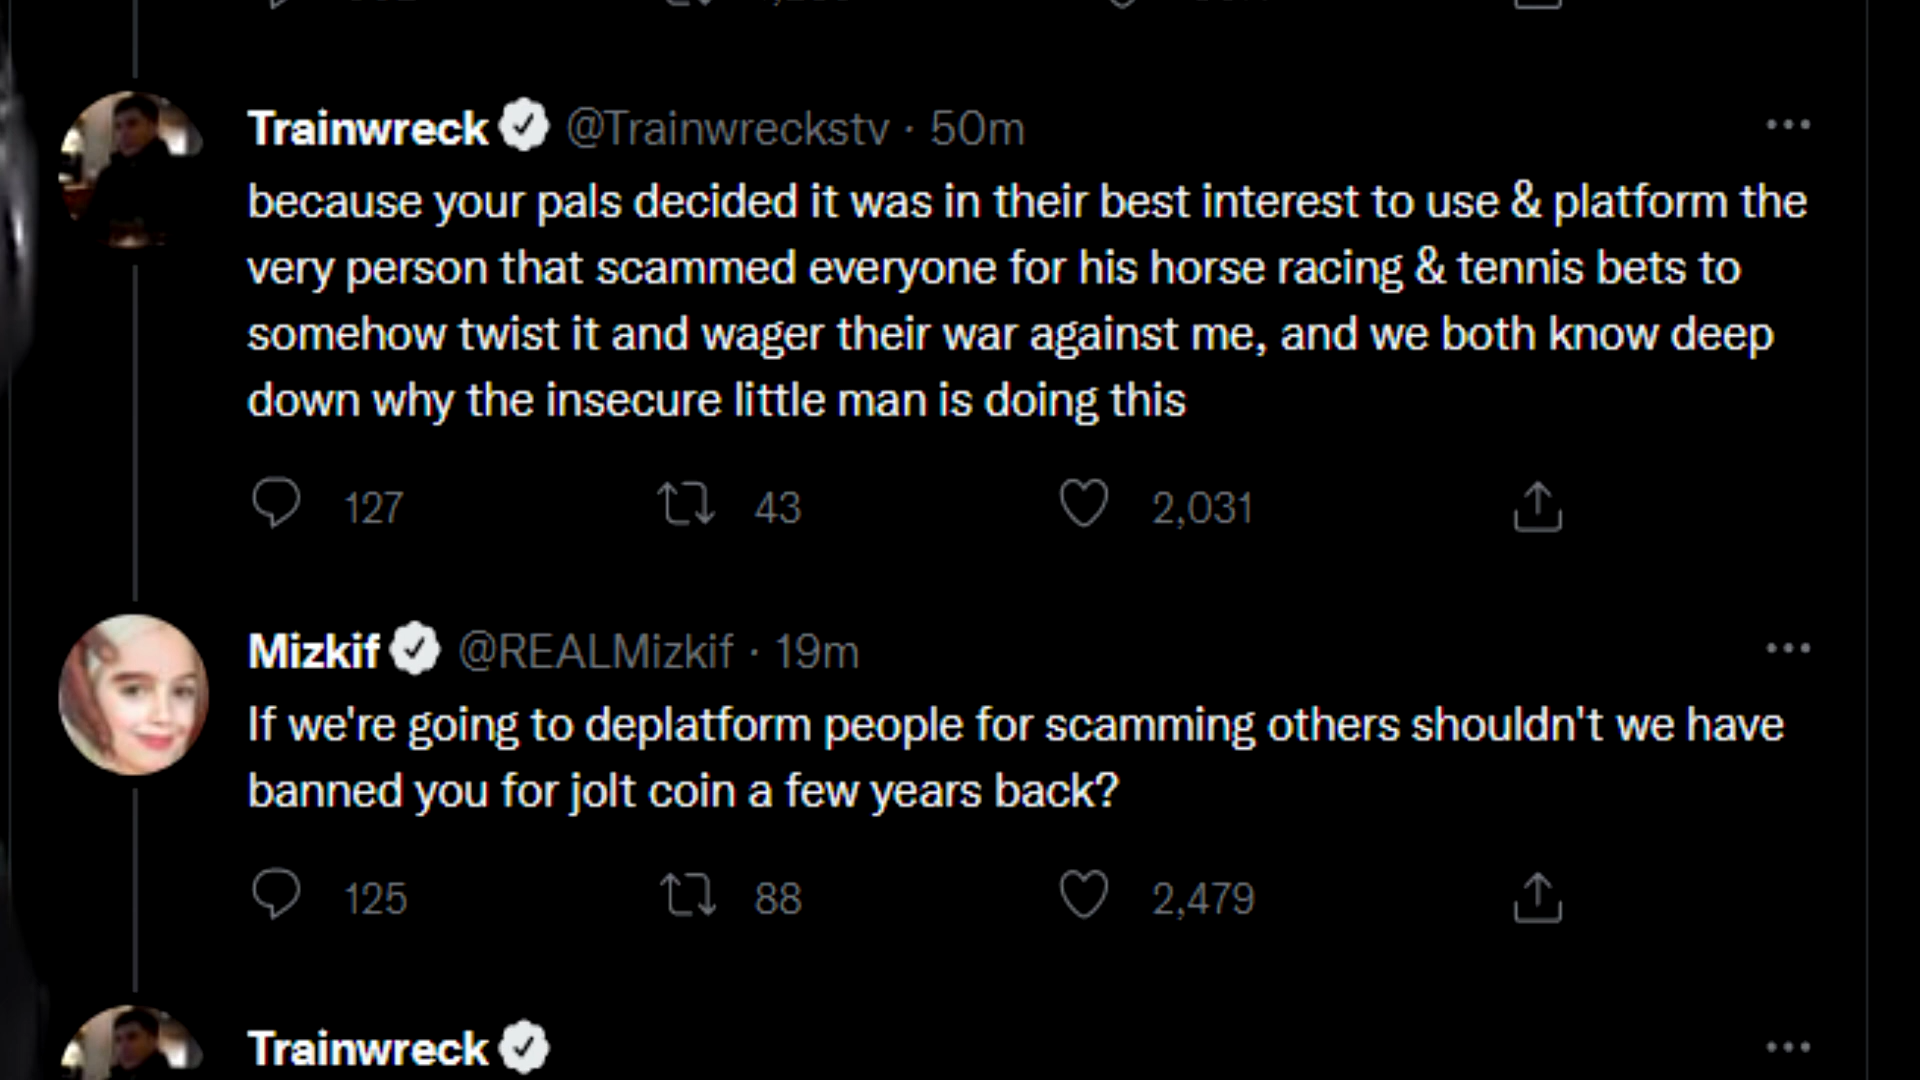 Trainwreck @Trainwreckstv · 50m
because your pals decided it was in their best interest to use & platform the
very person that scammed everyone for his horse racing & tennis bets to
somehow twist it and wager their war against me, and we both know deep
down why the insecure little man is doing this
127 43 2,031
Mizkif @REALMizkif · 19m
If we're going to deplatform people for scamming others shouldn't we have
banned you for jolt coin a few years back?
125 88 2,479
Trainwreck